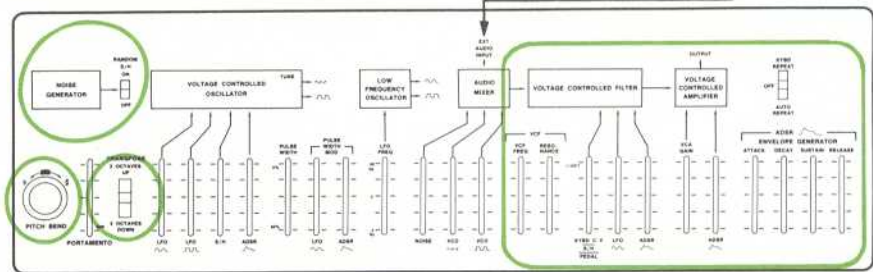 EXT
AUDIO
INPUT
OUTPUT
KYBD
REPEAT
OFF
AUTO
REPEAT
RANDOM
S/H
ON
OFF
NOISE
GENERATOR
VOLTAGE CONTROLLED
OSCILLATOR
TUNE
LOW
FREQUENCY
OSCILLATOR
AUDIO
MIXER
VOLTAGE CONTROLLED FILTER
VOLTAGE
CONTROLLED
AMPLIFIER
TRANSPOSE
2 OCTAVES
UP
2 OCTAVES
DOWN
PITCH BEND
PORTAMENTO
PULSE
WIDTH
PULSE
WIDTH
MOD
LFO
FREQ
VCF
VCF
FREQ
RESO-
NANCE
VCA
GAIN
ADSR
ENVELOPE GENERATOR
ATTACK
DECAY
SUSTAIN
RELEASE
LFO
LFO
S/H
ADSR
LFO
ADSR
NOISE
VCO
VCO
KYBD C V
S/H
PEDAL
LFO
ADSR
ADSR